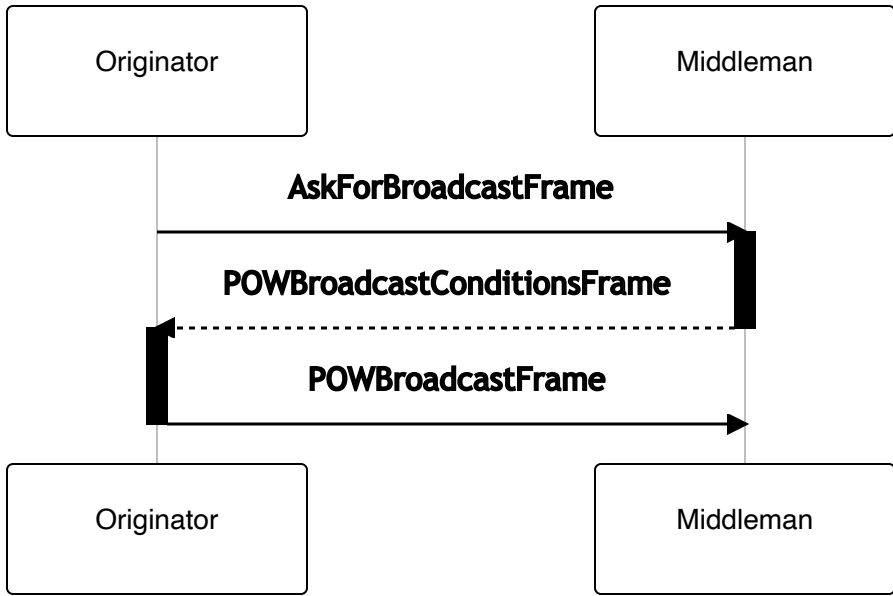 Originator
Middleman
AskForBroadcastFrame
POWBroadcastConditionsFrame
POWBroadcastFrame
Originator
Middleman